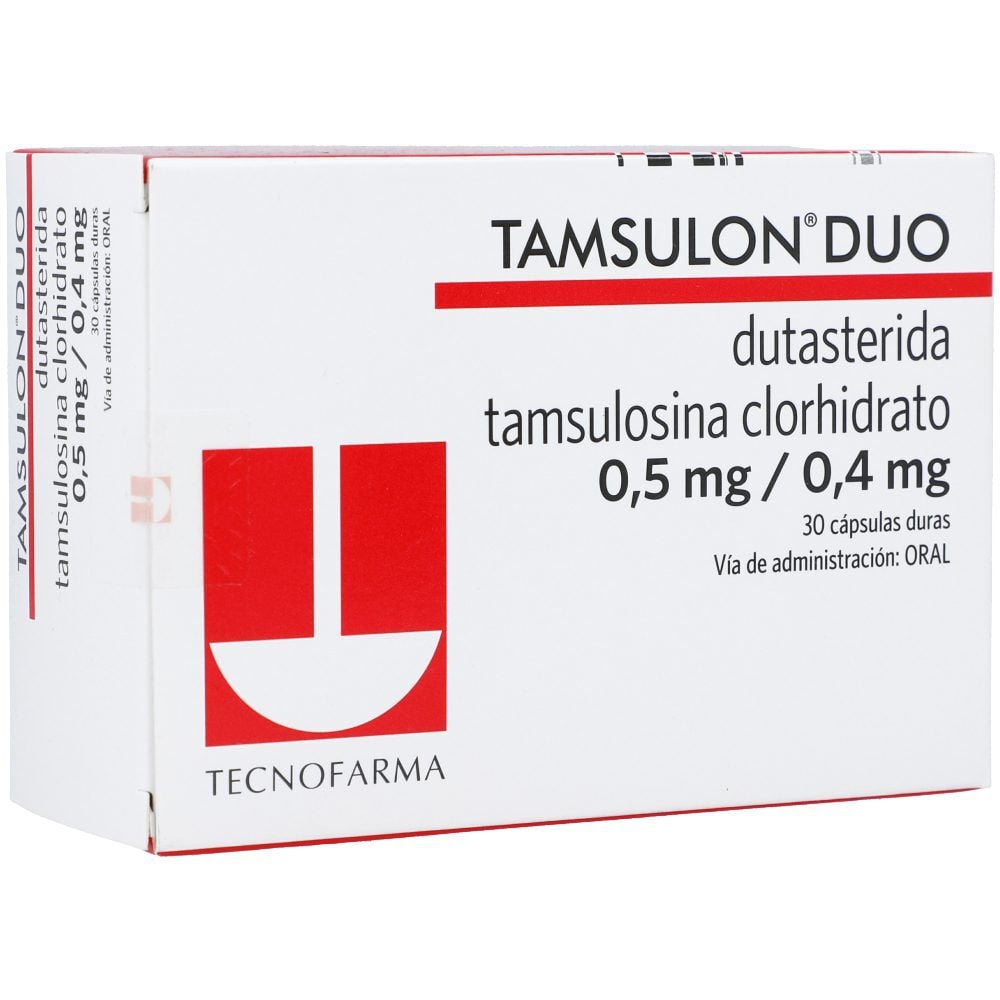 TAMSULON® DUO
dutasterida
tamsulosina clorhidrato
0,5 mg / 0,4 mg
30 cápsulas duras
Vía de administración: ORAL
TECNOFARMA
TAMSULON® DUO
dutasterida
tamsulosina clorhidrato
0,5 mg / 0,4 mg
30 cápsulas duras
Vía de administración: ORAL